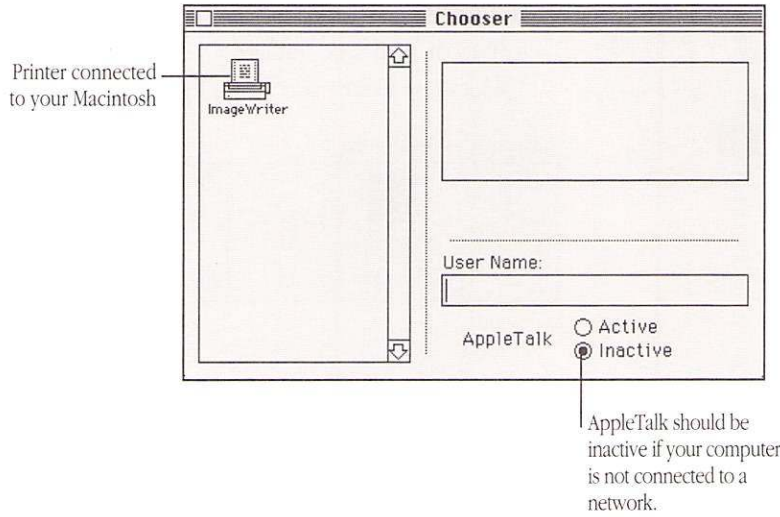 Chooser
Printer connected
to your Macintosh
ImageWriter
User Name:
AppleTalk
Active
Inactive
AppleTalk should be
inactive if your computer
is not connected to a
network.